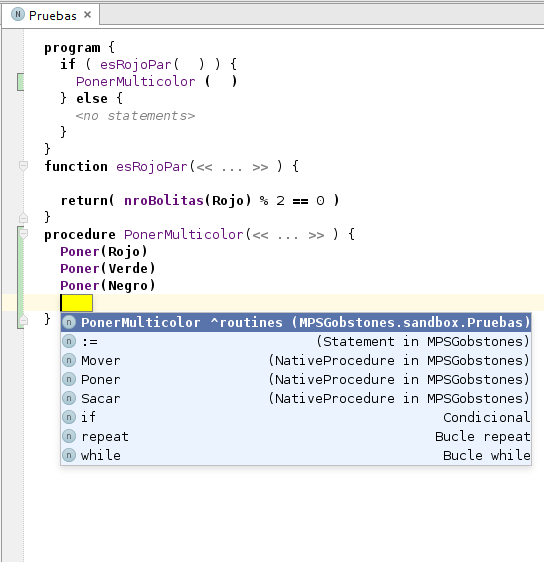 N Pruebas ×
program {
if ( esRojoPar( ) ) {
PonerMulticolor ( )
} else {
<no statements>
}
}
function esRojoPar(<< ... >> ) {
return( nroBolitas(Rojo) % 2 == 0 )
}
procedure PonerMulticolor(<< ... >> ) {
Poner(Rojo)
Poner(Verde)
Poner(Negro)
}
n PonerMulticolor ^routines (MPSGobstones.sandbox.Pruebas)
n := (Statement in MPSGobstones)
n Mover (NativeProcedure in MPSGobstones)
n Poner (NativeProcedure in MPSGobstones)
n Sacar (NativeProcedure in MPSGobstones)
n if Condicional
n repeat Bucle repeat
n while Bucle while